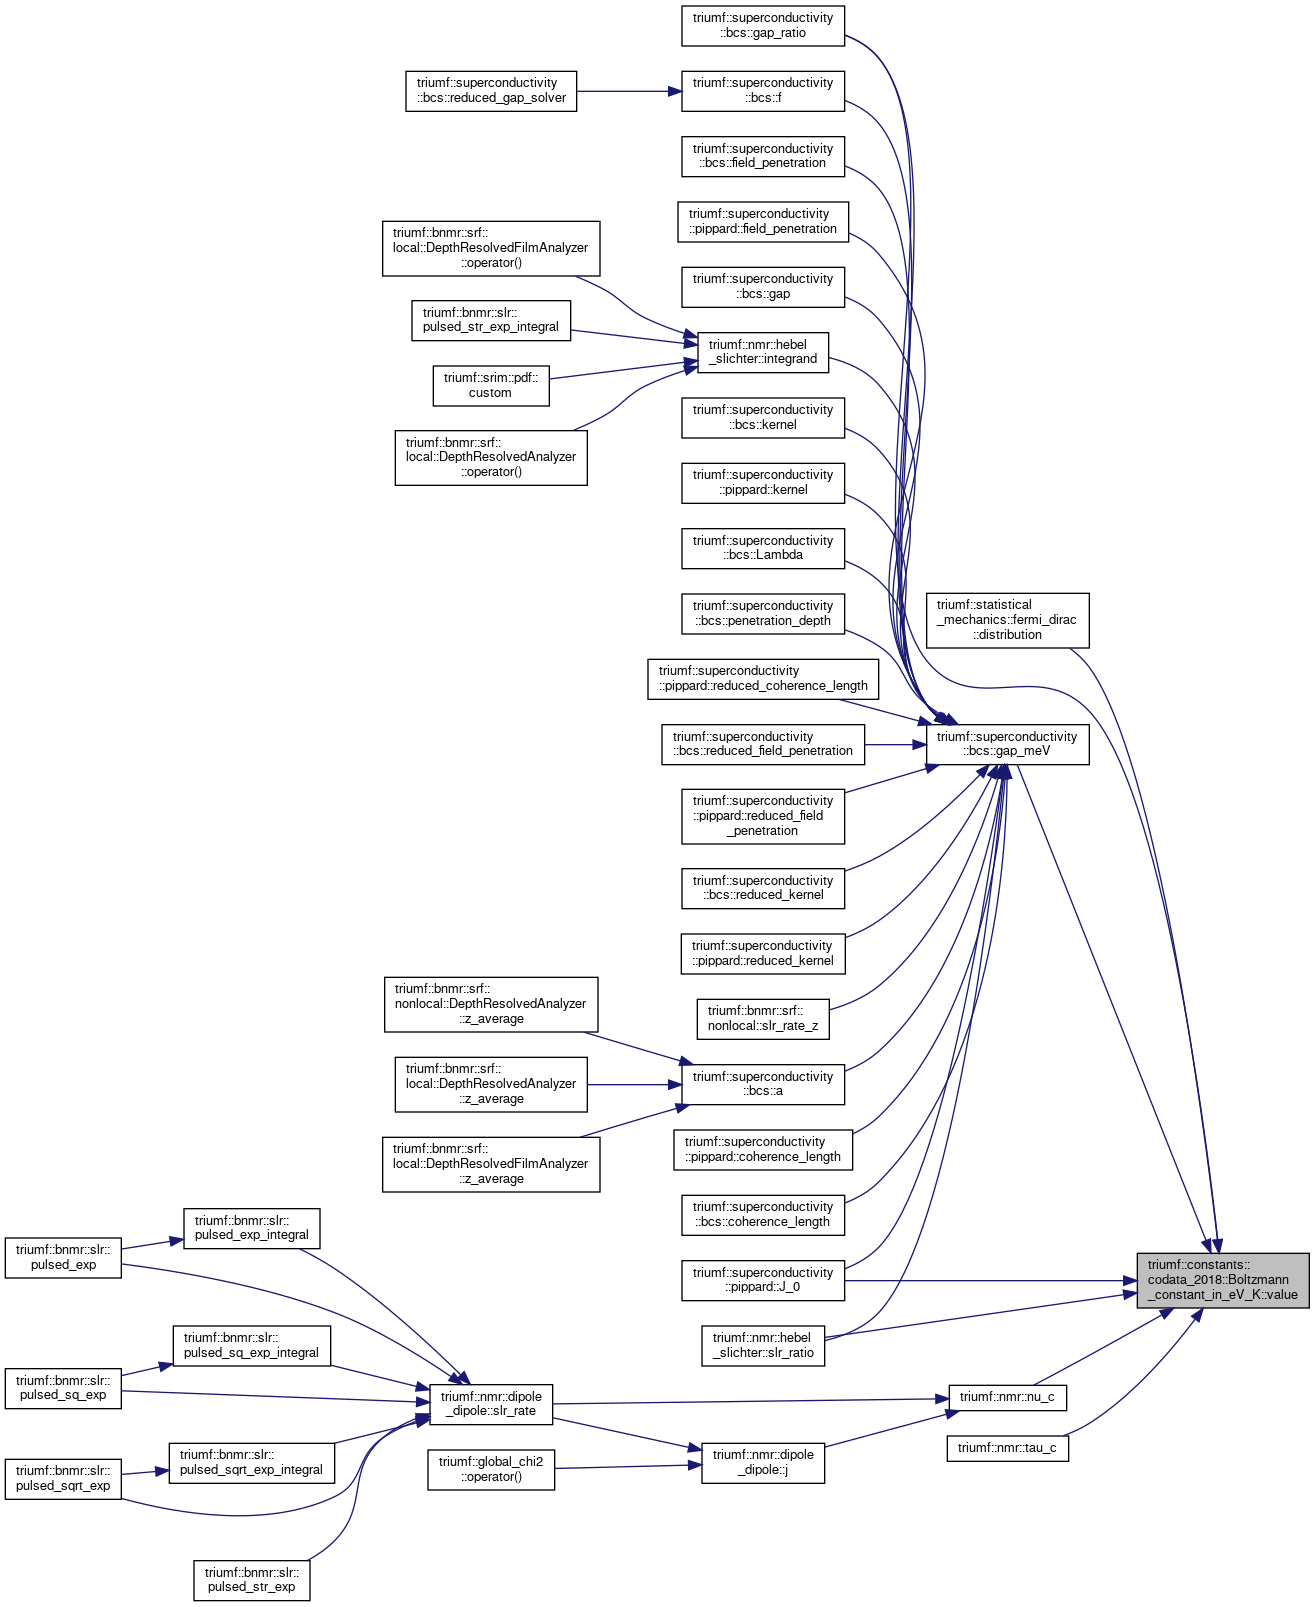 triumf::superconductivity
::bcs::gap_ratio
triumf::superconductivity
::bcs::reduced_gap_solver
triumf::superconductivity
::bcs::f
triumf::superconductivity
::bcs::field_penetration
triumf::superconductivity
::pippard::field_penetration
triumf::bnmr::srf::
local::DepthResolvedFilmAnalyzer
::operator()
triumf::superconductivity
::bcs::gap
triumf::bnmr::slr::
pulsed_str_exp_integral
triumf::nmr::hebel
_slichter::integrand
triumf::srim::pdf::
custom
triumf::superconductivity
::bcs::kernel
triumf::bnmr::srf::
local::DepthResolvedAnalyzer
::operator()
triumf::superconductivity
::pippard::kernel
triumf::superconductivity
::bcs::Lambda
triumf::superconductivity
::bcs::penetration_depth
triumf::statistical
_mechanics::fermi_dirac
::distribution
triumf::superconductivity
::pippard::reduced_coherence_length
triumf::superconductivity
::bcs::reduced_field_penetration
triumf::superconductivity
::bcs::gap_meV
triumf::superconductivity
::pippard::reduced_field
_penetration
triumf::superconductivity
::bcs::reduced_kernel
triumf::superconductivity
::pippard::reduced_kernel
triumf::bnmr::srf::
nonlocal::DepthResolvedAnalyzer
::z_average
triumf::bnmr::srf::
nonlocal::slr_rate_z
triumf::bnmr::srf::
local::DepthResolvedAnalyzer
::z_average
triumf::superconductivity
::bcs::a
triumf::bnmr::srf::
local::DepthResolvedFilmAnalyzer
::z_average
triumf::superconductivity
::pippard::coherence_length
triumf::superconductivity
::bcs::coherence_length
triumf::bnmr::slr::
pulsed_exp_integral
triumf::bnmr::slr::
pulsed_exp
triumf::superconductivity
::pippard::J_0
triumf::constants::
codata_2018::Boltzmann
_constant_in_eV_K::value
triumf::bnmr::slr::
pulsed_sq_exp_integral
triumf::nmr::hebel
_slichter::slr_ratio
triumf::bnmr::slr::
pulsed_sq_exp
triumf::nmr::dipole
_dipole::slr_rate
triumf::nmr::nu_c
triumf::bnmr::slr::
pulsed_sqrt_exp_integral
triumf::global_chi2
::operator()
triumf::nmr::dipole
_dipole::j
triumf::nmr::tau_c
triumf::bnmr::slr::
pulsed_sqrt_exp
triumf::bnmr::slr::
pulsed_str_exp